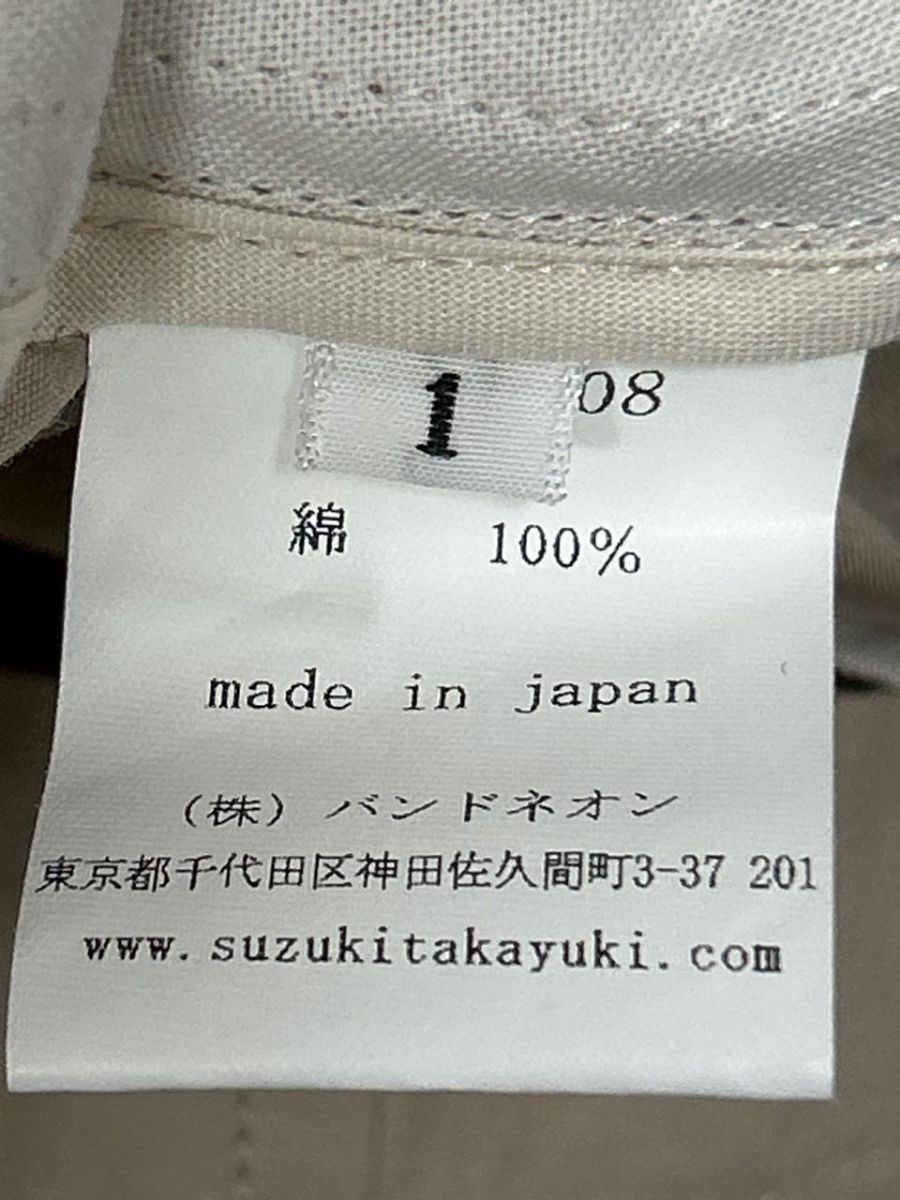 1
08
綿 100%
made in japan
(株) バンドネオン
東京都千代田区神田佐久間町3-37 201
www.suzukitakayuki.com